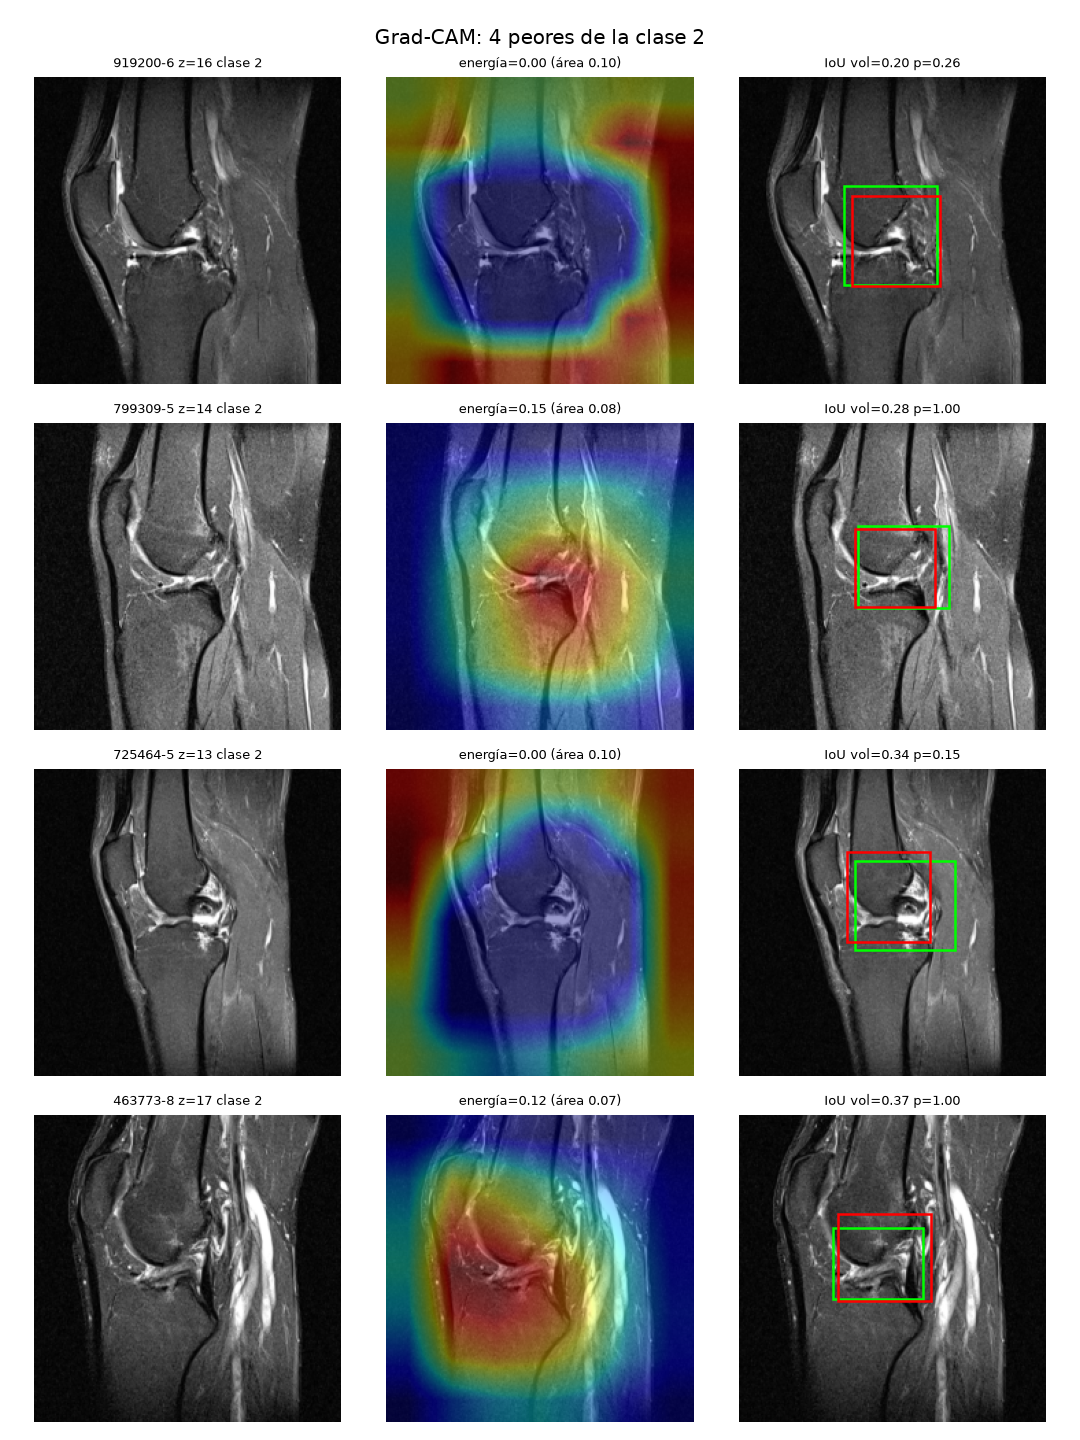 Grad-CAM: 4 peores de la clase 2
919200-6 z=16 clase 2
energía=0.00 (área 0.10)
IoU vol=0.20 p=0.26
799309-5 z=14 clase 2
energía=0.15 (área 0.08)
IoU vol=0.28 p=1.00
725464-5 z=13 clase 2
energía=0.00 (área 0.10)
IoU vol=0.34 p=0.15
463773-8 z=17 clase 2
energía=0.12 (área 0.07)
IoU vol=0.37 p=1.00